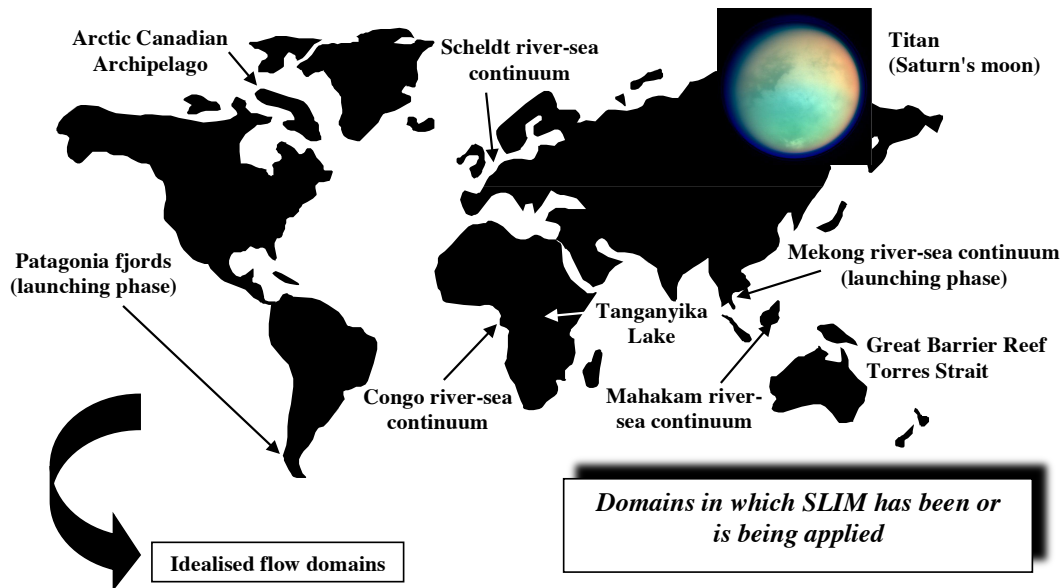 Arctic Canadian
Archipelago
Scheldt river-sea
continuum
Titan
(Saturn's moon)
Patagonia fjords
(launching phase)
Mekong river-sea continuum
(launching phase)
Tanganyika
Lake
Great Barrier Reef
Torres Strait
Congo river-sea
continuum
Mahakam river-
sea continuum
Domains in which SLIM has been or
is being applied
Idealised flow domains